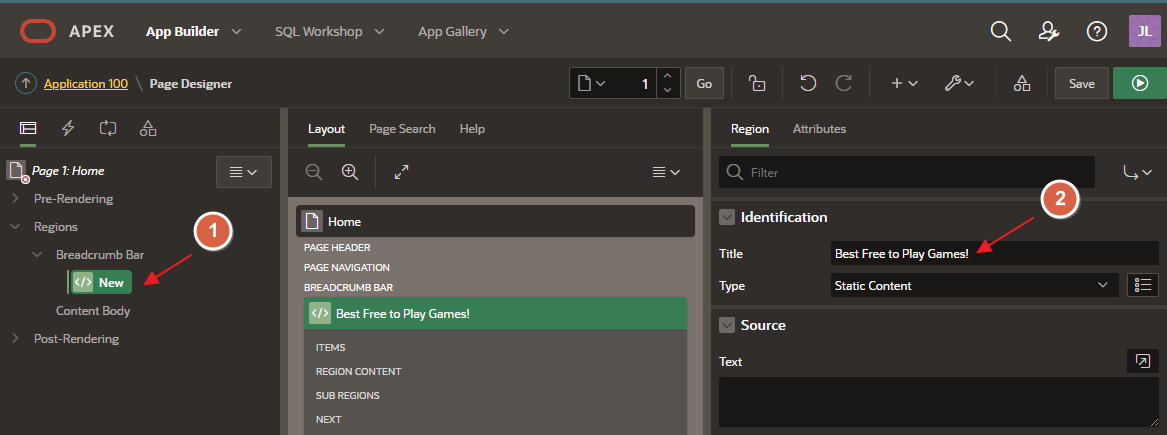 APEX App Builder SQL Workshop App Gallery JL
Application 100 \ Page Designer 1 Go Save
Layout Page Search Help
Region Attributes
Page 1: Home
Filter
Pre-Rendering
Regions
1
2
Breadcrumb Bar
New
Content Body
Post-Rendering
Home
PAGE HEADER
PAGE NAVIGATION
BREADCRUMB BAR
Best Free to Play Games!
ITEMS
REGION CONTENT
SUB REGIONS
NEXT
Identification
Title Best Free to Play Games!
Type Static Content
Source
Text